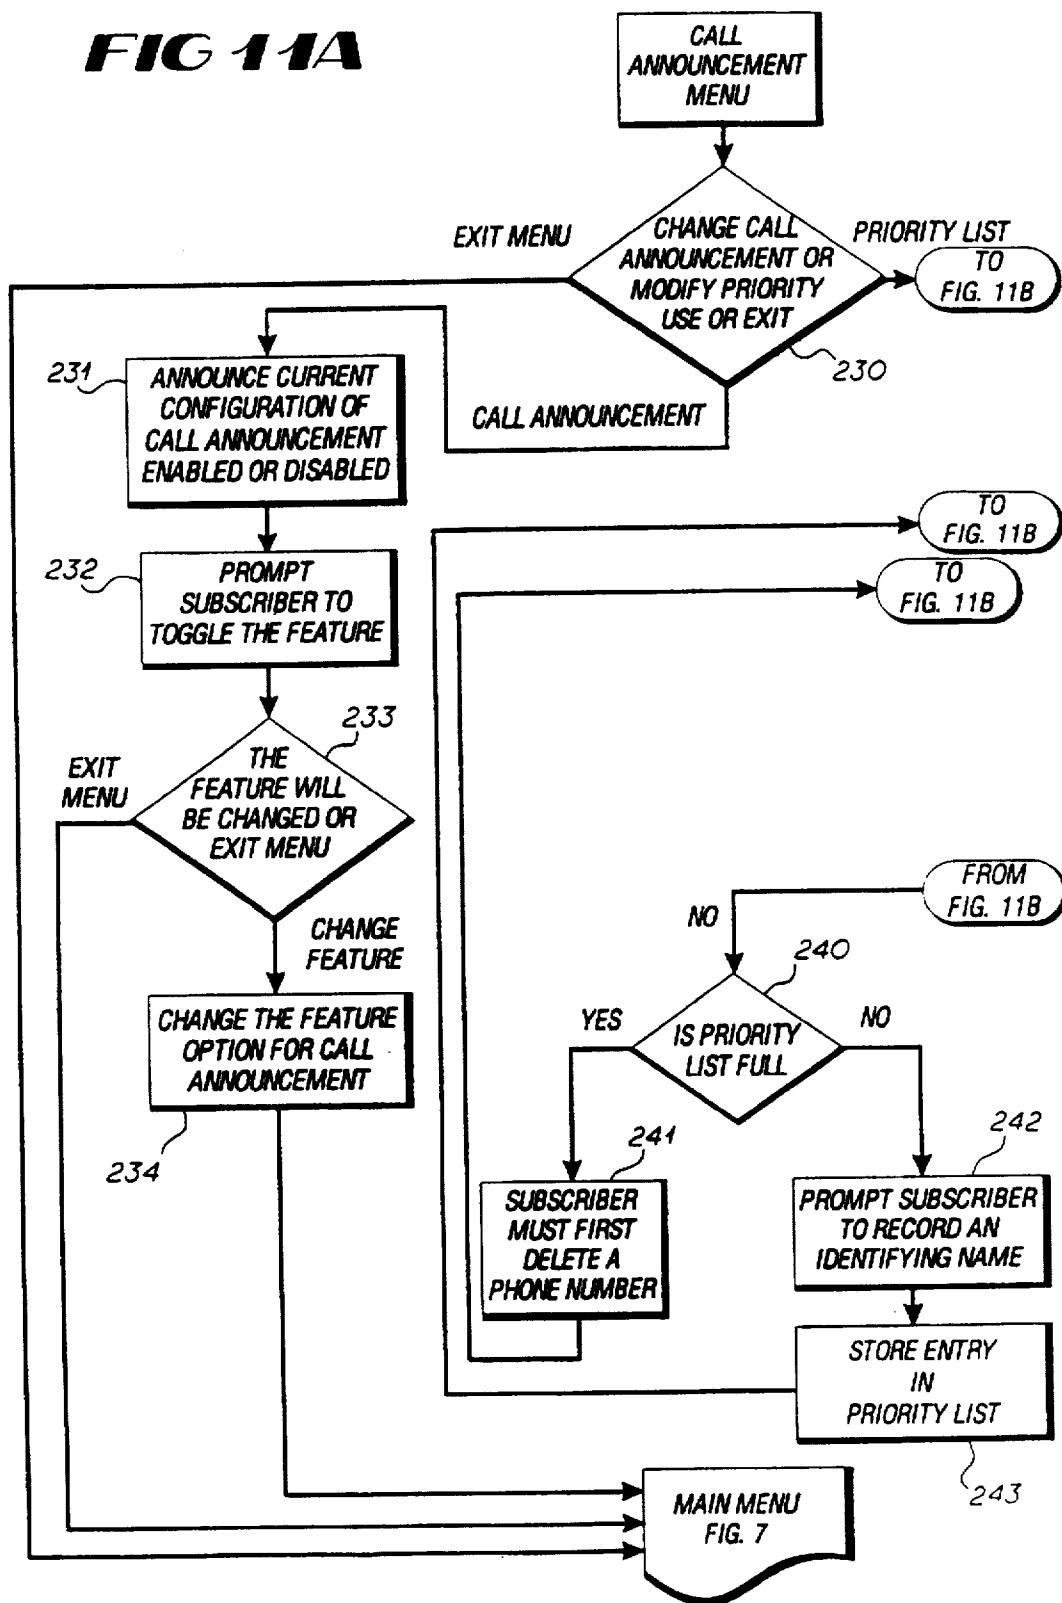 FIG 11A
CALL
ANNOUNCEMENT
MENU
EXIT MENU
CHANGE CALL
ANNOUNCEMENT OR
MODIFY PRIORITY
USE OR EXIT
PRIORITY LIST
TO
FIG. 11B
230
CALL ANNOUNCEMENT
231
ANNOUNCE CURRENT
CONFIGURATION OF
CALL ANNOUNCEMENT
ENABLED OR DISABLED
TO
FIG. 11B
TO
FIG. 11B
232
PROMPT
SUBSCRIBER TO
TOGGLE THE FEATURE
233
EXIT
MENU
THE
FEATURE WILL
BE CHANGED OR
EXIT MENU
CHANGE
FEATURE
CHANGE THE FEATURE
OPTION FOR CALL
ANNOUNCEMENT
234
FROM
FIG. 11B
NO
240
YES
IS PRIORITY
LIST FULL
NO
241
SUBSCRIBER
MUST FIRST
DELETE A
PHONE NUMBER
242
PROMPT SUBSCRIBER
TO RECORD AN
IDENTIFYING NAME
STORE ENTRY
IN
PRIORITY LIST
243
MAIN MENU
FIG. 7